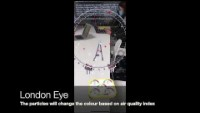 A
London Eye
The particles will change the colour based on air quality index